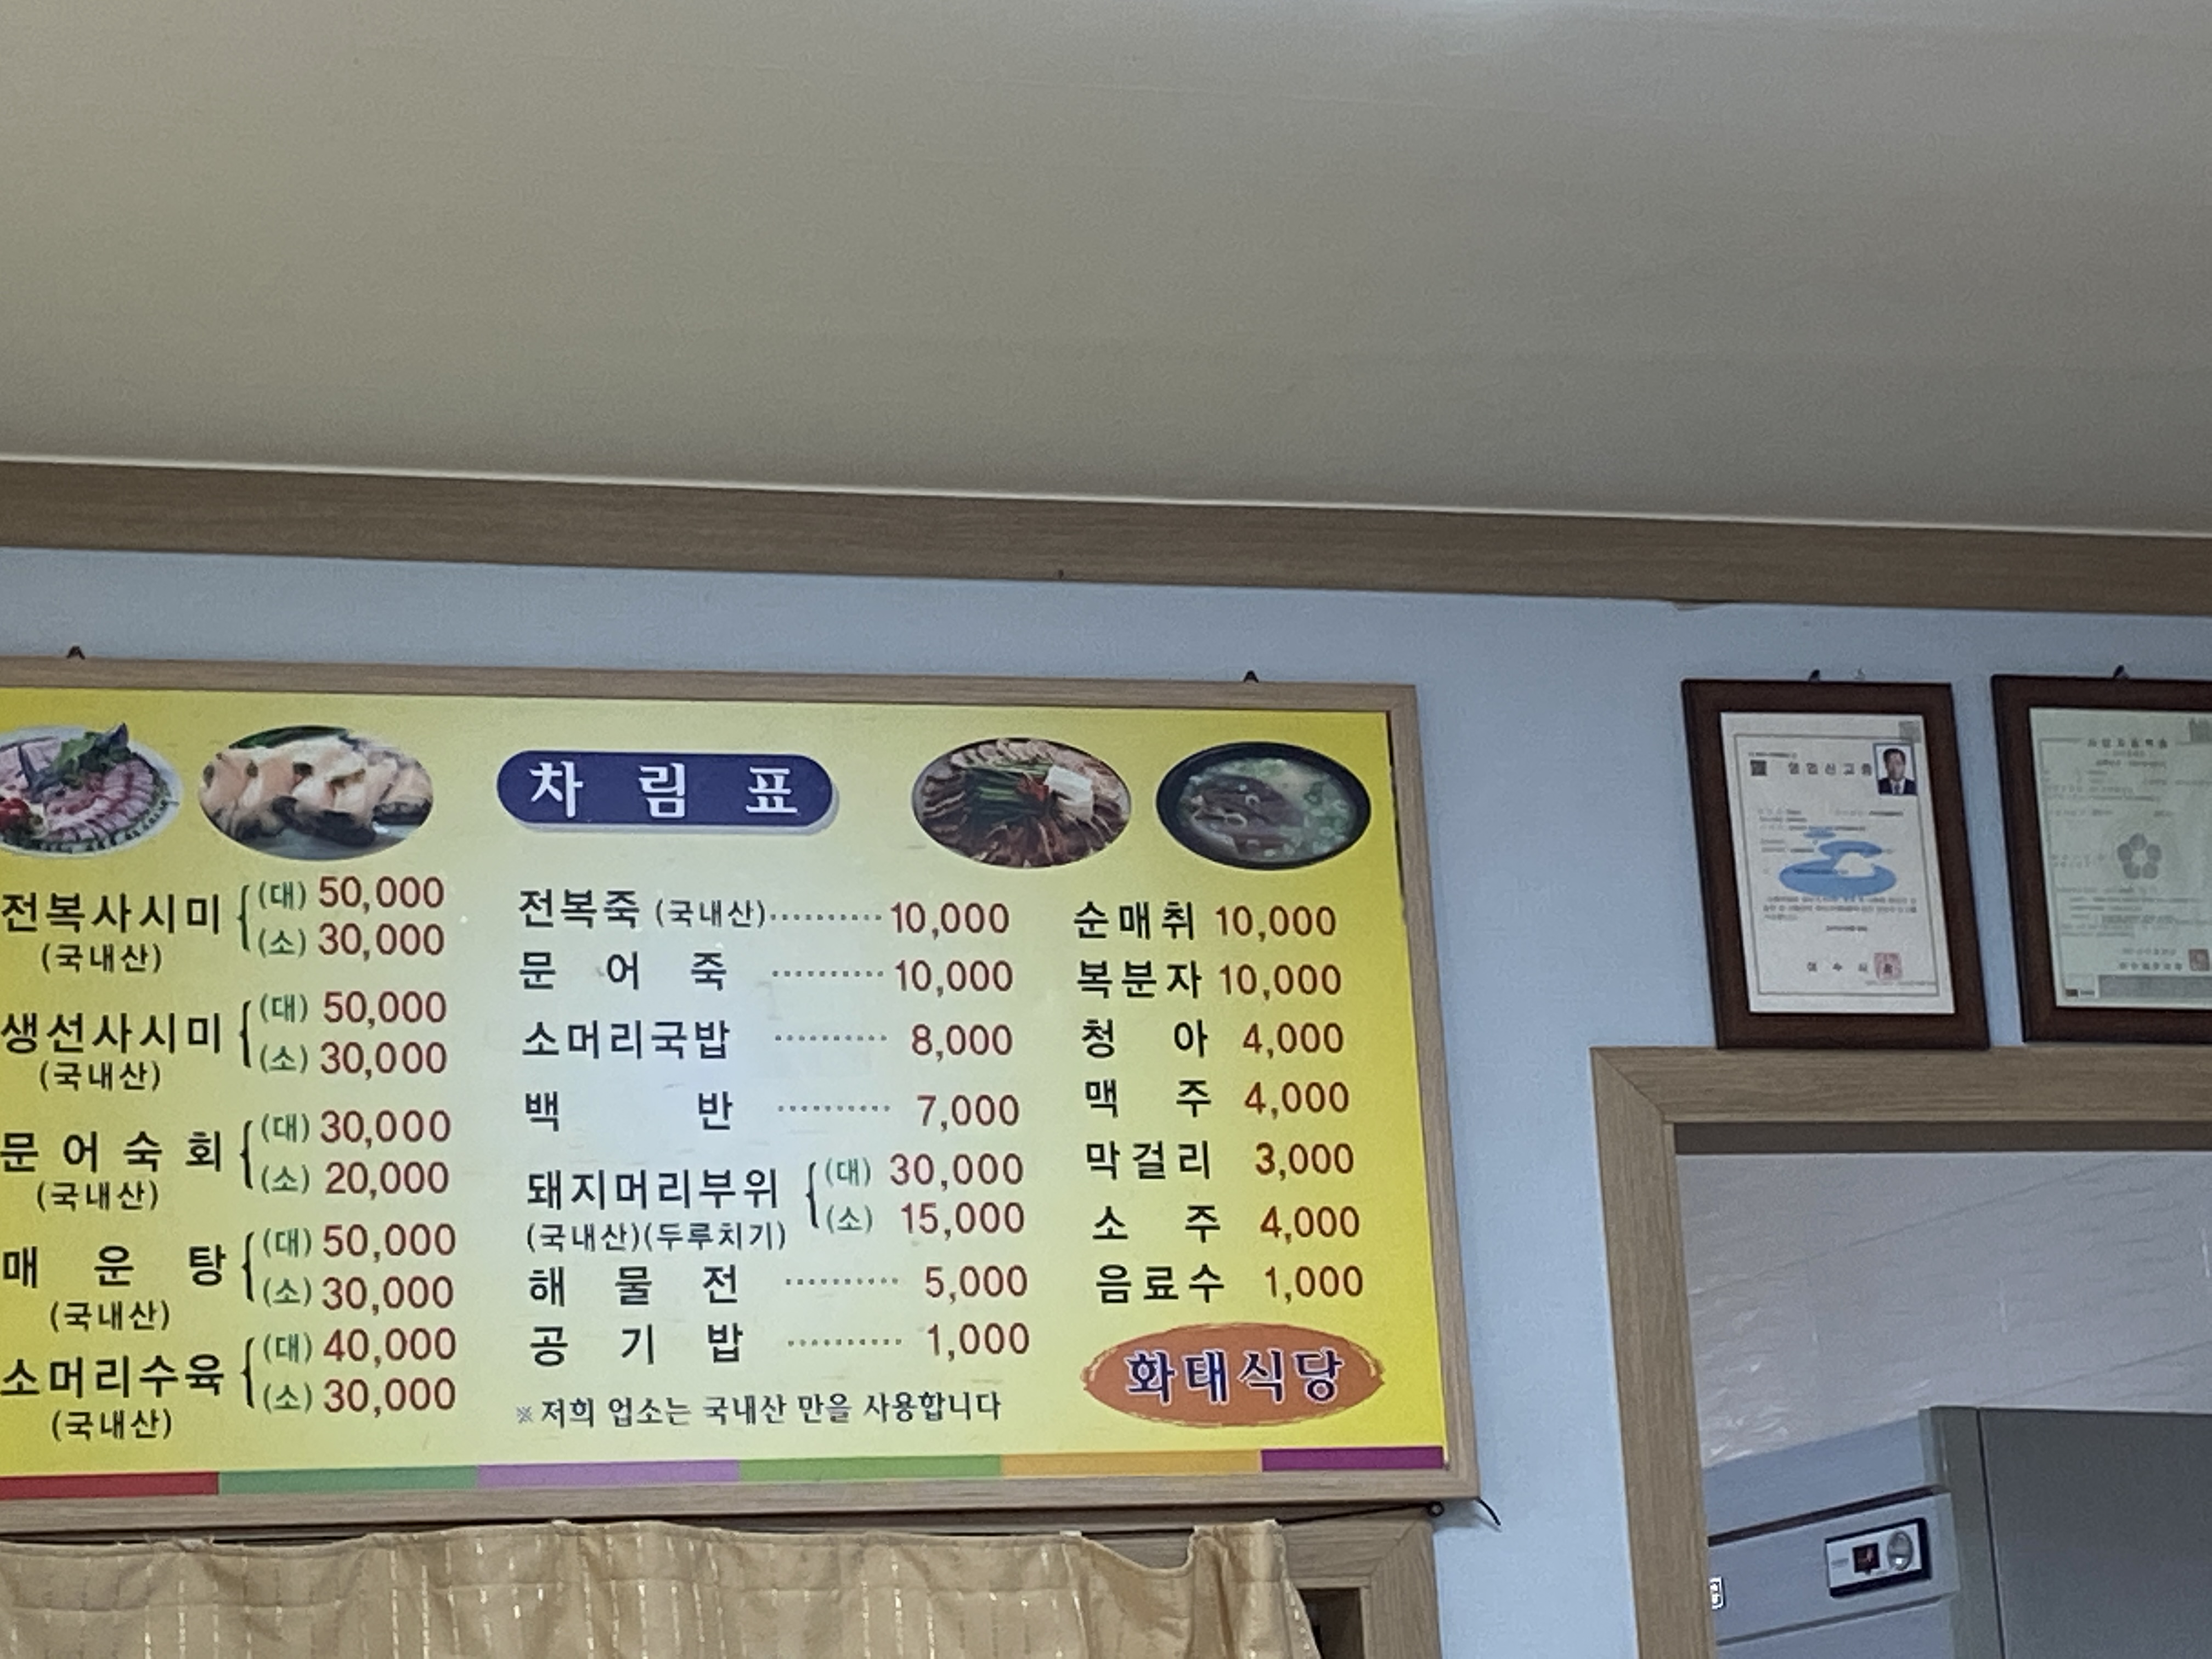 차림표
전복사시미 (대) 50,000
(소) 30,000
(국내산)
생선사시미 (대) 50,000
(소) 30,000
(국내산)
문어숙회 (대) 30,000
(소) 20,000
(국내산)
매운탕 (대) 50,000
(소) 30,000
(국내산)
소머리수육 (대) 40,000
(소) 30,000
(국내산)
전복죽 (국내산)·········· 10,000
문어죽 ·········· 10,000
소머리국밥 ·········· 8,000
백반 ·········· 7,000
돼지머리부위 (대) 30,000
(소) 15,000
(국내산)(두루치기)
해물전 ·········· 5,000
공기밥 ·········· 1,000
※ 저희 업소는 국내산 만을 사용합니다
순매취 10,000
복분자 10,000
청아 4,000
맥주 4,000
막걸리 3,000
소주 4,000
음료수 1,000
화태식당
영업신고증